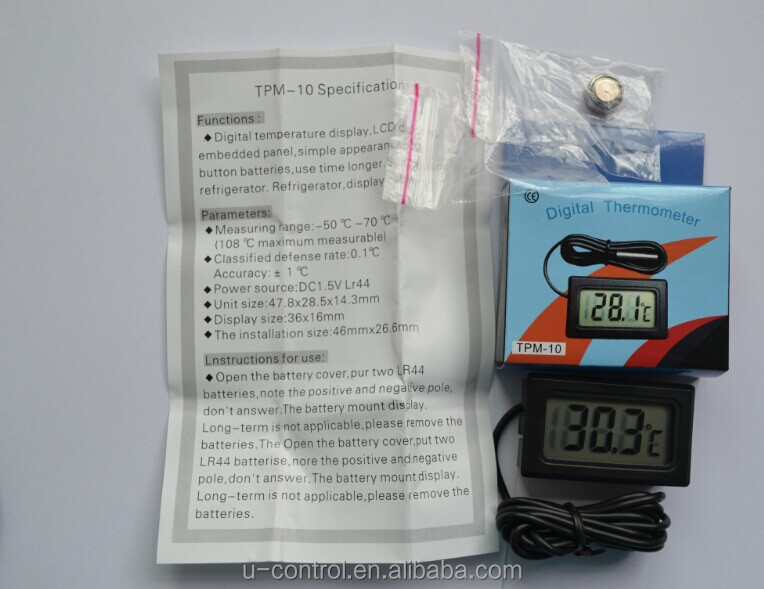 TPM-10 Specification
Functions :
◆ Digital temperature display,LCD
embedded panel,simple appearance
button batteries,use time longer.
refrigerator. Refrigerator,display
Parameters:
◆ Measuring range:-50 ℃ ~70 ℃
(108 ℃ maximum measurable)
◆ Classified defense rate:0.1℃
Accuracy: ± 1 ℃
◆ Power source:DC1.5V Lr44
◆ Unit size:47.8x28.5x14.3mm
◆ Display size:36x16mm
◆ The installation size:46mmx26.6mm
Lnstructions for use:
◆ Open the battery cover,pur two LR44
batteries,note the positive and negative pole,
don't answer.The battery mount display.
Long-term is not applicable,please remove the
batteries.The Open the battery cover,put two
LR44 batterise,nore the positive and negative
pole,don't answer.The battery mount display.
Long-term is not applicable,please remove the
batteries.
CE
Digital Thermometer
28.1℃
TPM-10
30.3℃
u-control.en.alibaba.com